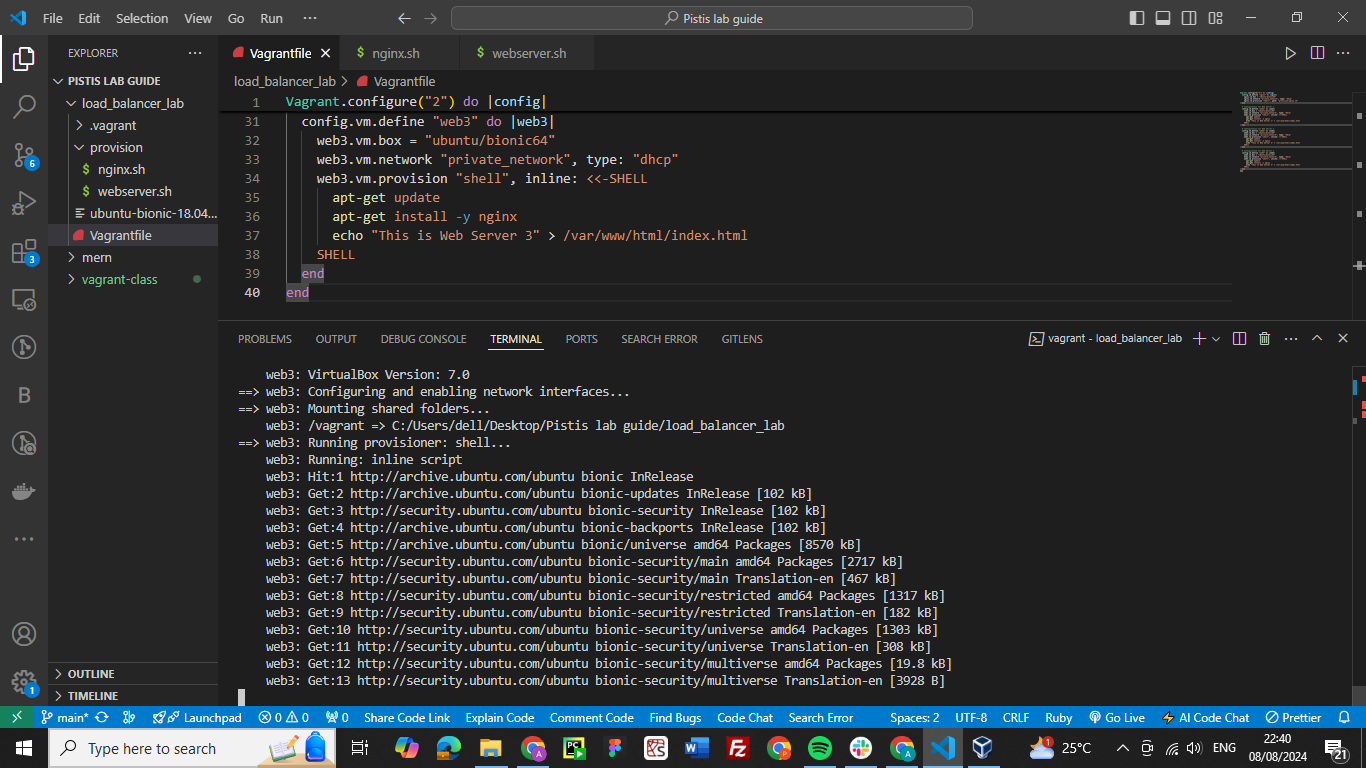 File Edit Selection View Go Run ··· Pistis lab guide
EXPLORER ···
PISTIS LAB GUIDE
load_balancer_lab
.vagrant
provision
$ nginx.sh
$ webserver.sh
ubuntu-bionic-18.04...
Vagrantfile
mern
vagrant-class
OUTLINE
TIMELINE
6
3
B
1
Vagrantfile $ nginx.sh $ webserver.sh
load_balancer_lab > Vagrantfile
1 Vagrant.configure("2") do |config|
31 config.vm.define "web3" do |web3|
32 web3.vm.box = "ubuntu/bionic64"
33 web3.vm.network "private_network", type: "dhcp"
34 web3.vm.provision "shell", inline: <<-SHELL
35 apt-get update
36 apt-get install -y nginx
37 echo "This is Web Server 3" > /var/www/html/index.html
38 SHELL
39 end
40 end
PROBLEMS OUTPUT DEBUG CONSOLE TERMINAL PORTS SEARCH ERROR GITLENS vagrant - load_balancer_lab
web3: VirtualBox Version: 7.0
==> web3: Configuring and enabling network interfaces...
==> web3: Mounting shared folders...
web3: /vagrant => C:/Users/dell/Desktop/Pistis lab guide/load_balancer_lab
==> web3: Running provisioner: shell...
web3: Running: inline script
web3: Hit:1 http://archive.ubuntu.com/ubuntu bionic InRelease
web3: Get:2 http://archive.ubuntu.com/ubuntu bionic-updates InRelease [102 kB]
web3: Get:3 http://security.ubuntu.com/ubuntu bionic-security InRelease [102 kB]
web3: Get:4 http://archive.ubuntu.com/ubuntu bionic-backports InRelease [102 kB]
web3: Get:5 http://archive.ubuntu.com/ubuntu bionic/universe amd64 Packages [8570 kB]
web3: Get:6 http://security.ubuntu.com/ubuntu bionic-security/main amd64 Packages [2717 kB]
web3: Get:7 http://security.ubuntu.com/ubuntu bionic-security/main Translation-en [467 kB]
web3: Get:8 http://security.ubuntu.com/ubuntu bionic-security/restricted amd64 Packages [1317 kB]
web3: Get:9 http://security.ubuntu.com/ubuntu bionic-security/restricted Translation-en [182 kB]
web3: Get:10 http://security.ubuntu.com/ubuntu bionic-security/universe amd64 Packages [1303 kB]
web3: Get:11 http://security.ubuntu.com/ubuntu bionic-security/universe Translation-en [308 kB]
web3: Get:12 http://security.ubuntu.com/ubuntu bionic-security/multiverse amd64 Packages [19.8 kB]
web3: Get:13 http://security.ubuntu.com/ubuntu bionic-security/multiverse Translation-en [3928 B]
main* Launchpad 0 0 0 Share Code Link Explain Code Comment Code Find Bugs Code Chat Search Error Spaces: 2 UTF-8 CRLF Ruby Go Live AI Code Chat Prettier
Type here to search 1 25°C ENG 22:40
08/08/2024 21